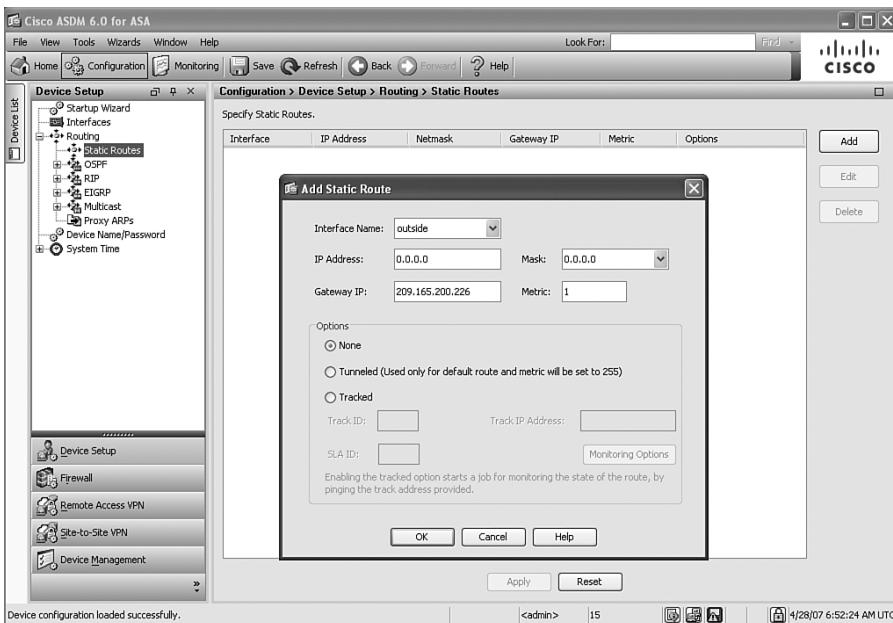 Cisco ASDM 6.0 for ASA
File View Tools Wizards Window Help Look For: Find
Home Configuration Monitoring Save Refresh Back Forward Help
CISCO
Device List
Device Setup
Startup Wizard
Interfaces
Routing
Static Routes
OSPF
RIP
EIGRP
Multicast
Proxy ARPs
Device Name/Password
System Time
Device Setup
Firewall
Remote Access VPN
Site-to-Site VPN
Device Management
Configuration > Device Setup > Routing > Static Routes
Specify Static Routes.
Interface IP Address Netmask Gateway IP Metric Options
Add
Edit
Delete
Add Static Route
Interface Name: outside
IP Address: 0.0.0.0 Mask: 0.0.0.0
Gateway IP: 209.165.200.226 Metric: 1
Options
None
Tunneled (Used only for default route and metric will be set to 255)
Tracked
Track ID: Track IP Address:
SLA ID: Monitoring Options
Enabling the tracked option starts a job for monitoring the state of the route, by
pinging the track address provided.
OK Cancel Help
Apply Reset
Device configuration loaded successfully. <admin> 15 4/28/07 6:52:24 AM UTC